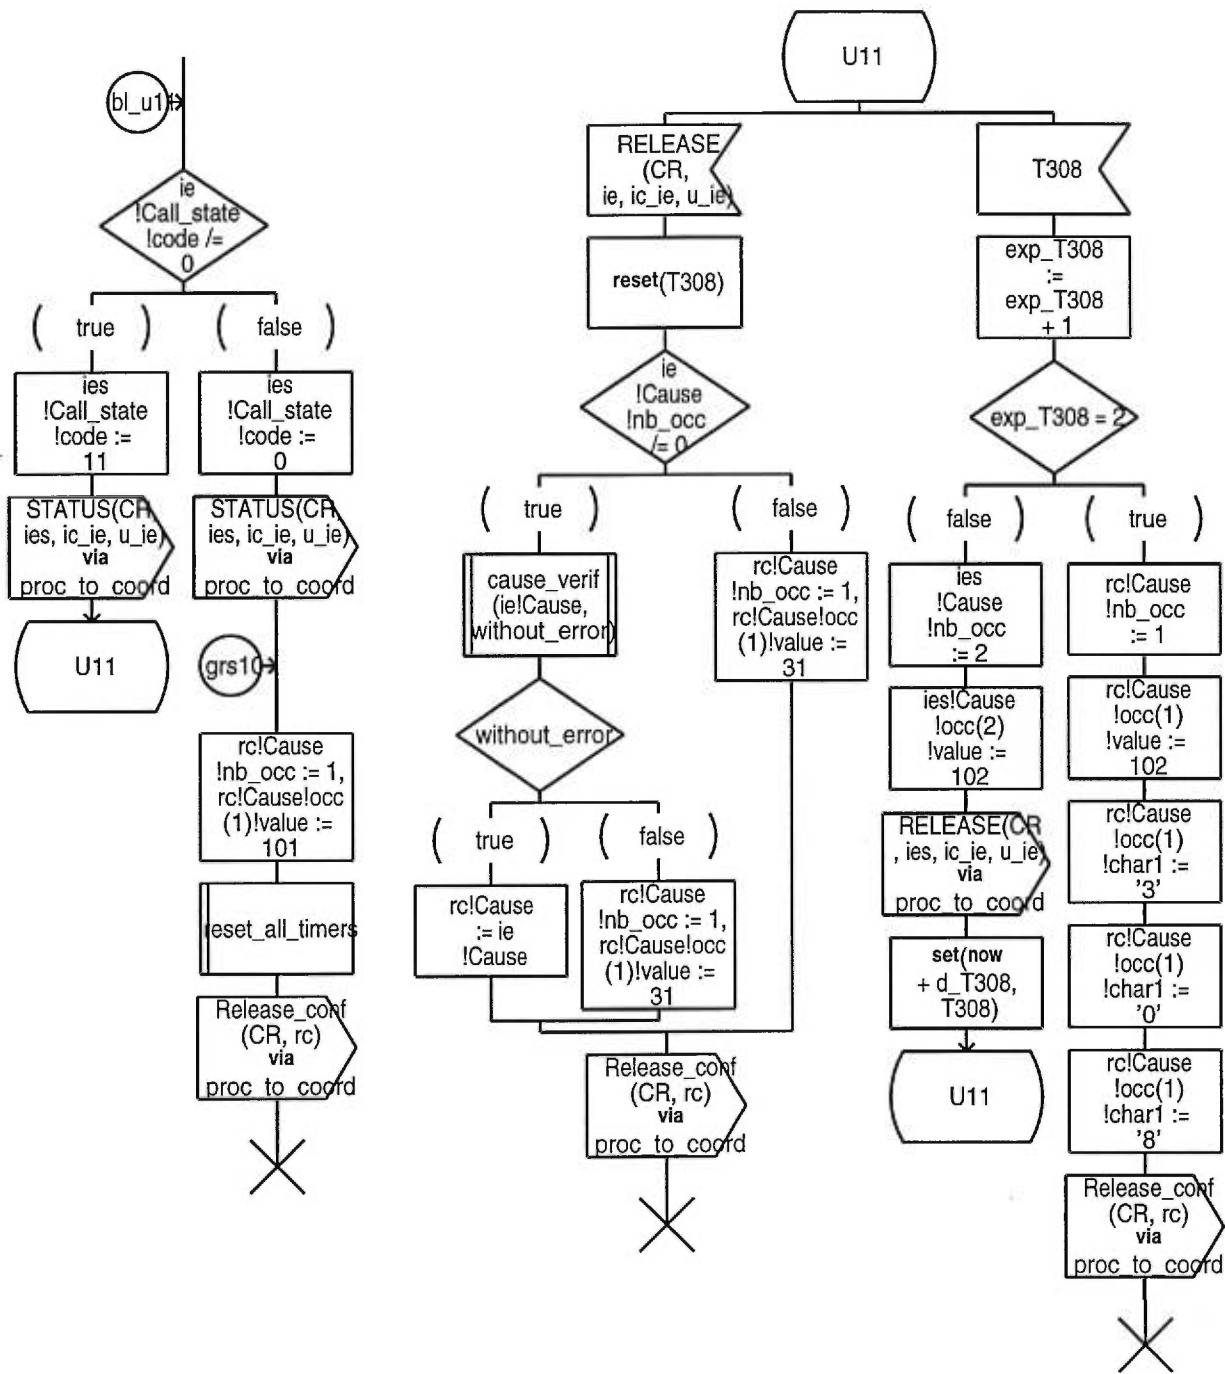 bl_u11
ie
!Call_state
!code /=
0
( true )
( false )
ies
!Call_state
!code :=
11
STATUS(CR,
ies, ic_ie, u_ie)
via
proc_to_coord
U11
ies
!Call_state
!code :=
0
STATUS(CR,
ies, ic_ie, u_ie)
via
proc_to_coord
grs10
rc!Cause
!nb_occ := 1,
rc!Cause!occ
(1)!value :=
101
reset_all_timers
Release_conf
(CR, rc)
via
proc_to_coord
U11
RELEASE
(CR,
ie, ic_ie, u_ie)
reset(T308)
ie
!Cause
!nb_occ
/= 0
( true )
( false )
cause_verif
(ie!Cause,
without_error)
without_error
( true )
( false )
rc!Cause
:= ie
!Cause
rc!Cause
!nb_occ := 1,
rc!Cause!occ
(1)!value :=
31
rc!Cause
!nb_occ := 1,
rc!Cause!occ
(1)!value :=
31
Release_conf
(CR, rc)
via
proc_to_coord
T308
exp_T308
:=
exp_T308
+ 1
exp_T308 = 2
( false )
( true )
ies
!Cause
!nb_occ
:= 2
ies!Cause
!occ(2)
!value :=
102
RELEASE(CR
, ies, ic_ie, u_ie)
via
proc_to_coord
set(now
+ d_T308,
T308)
U11
rc!Cause
!nb_occ
:= 1
rc!Cause
!occ(1)
!value :=
102
rc!Cause
!occ(1)
!char1 :=
'3'
rc!Cause
!occ(1)
!char1 :=
'0'
rc!Cause
!occ(1)
!char1 :=
'8'
Release_conf
(CR, rc)
via
proc_to_coord